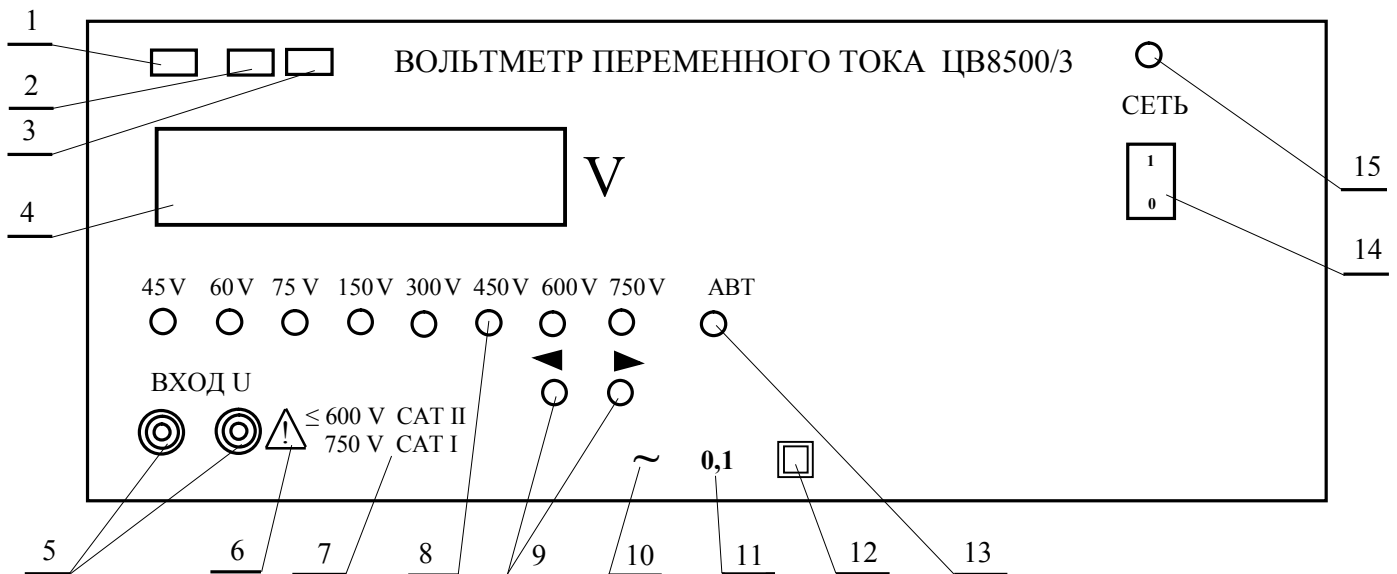 1
2
3
4
ВОЛЬТМЕТР ПЕРЕМЕННОГО ТОКА ЦВ8500/3
СЕТЬ
1
0
15
14
V
45 V 60 V 75 V 150 V 300 V 450 V 600 V 750 V АВТ
◄ ►
ВХОД U
! ≤ 600 V CAT II
750 V CAT I
~ 0,1
5 6 7 8 9 10 11 12 13